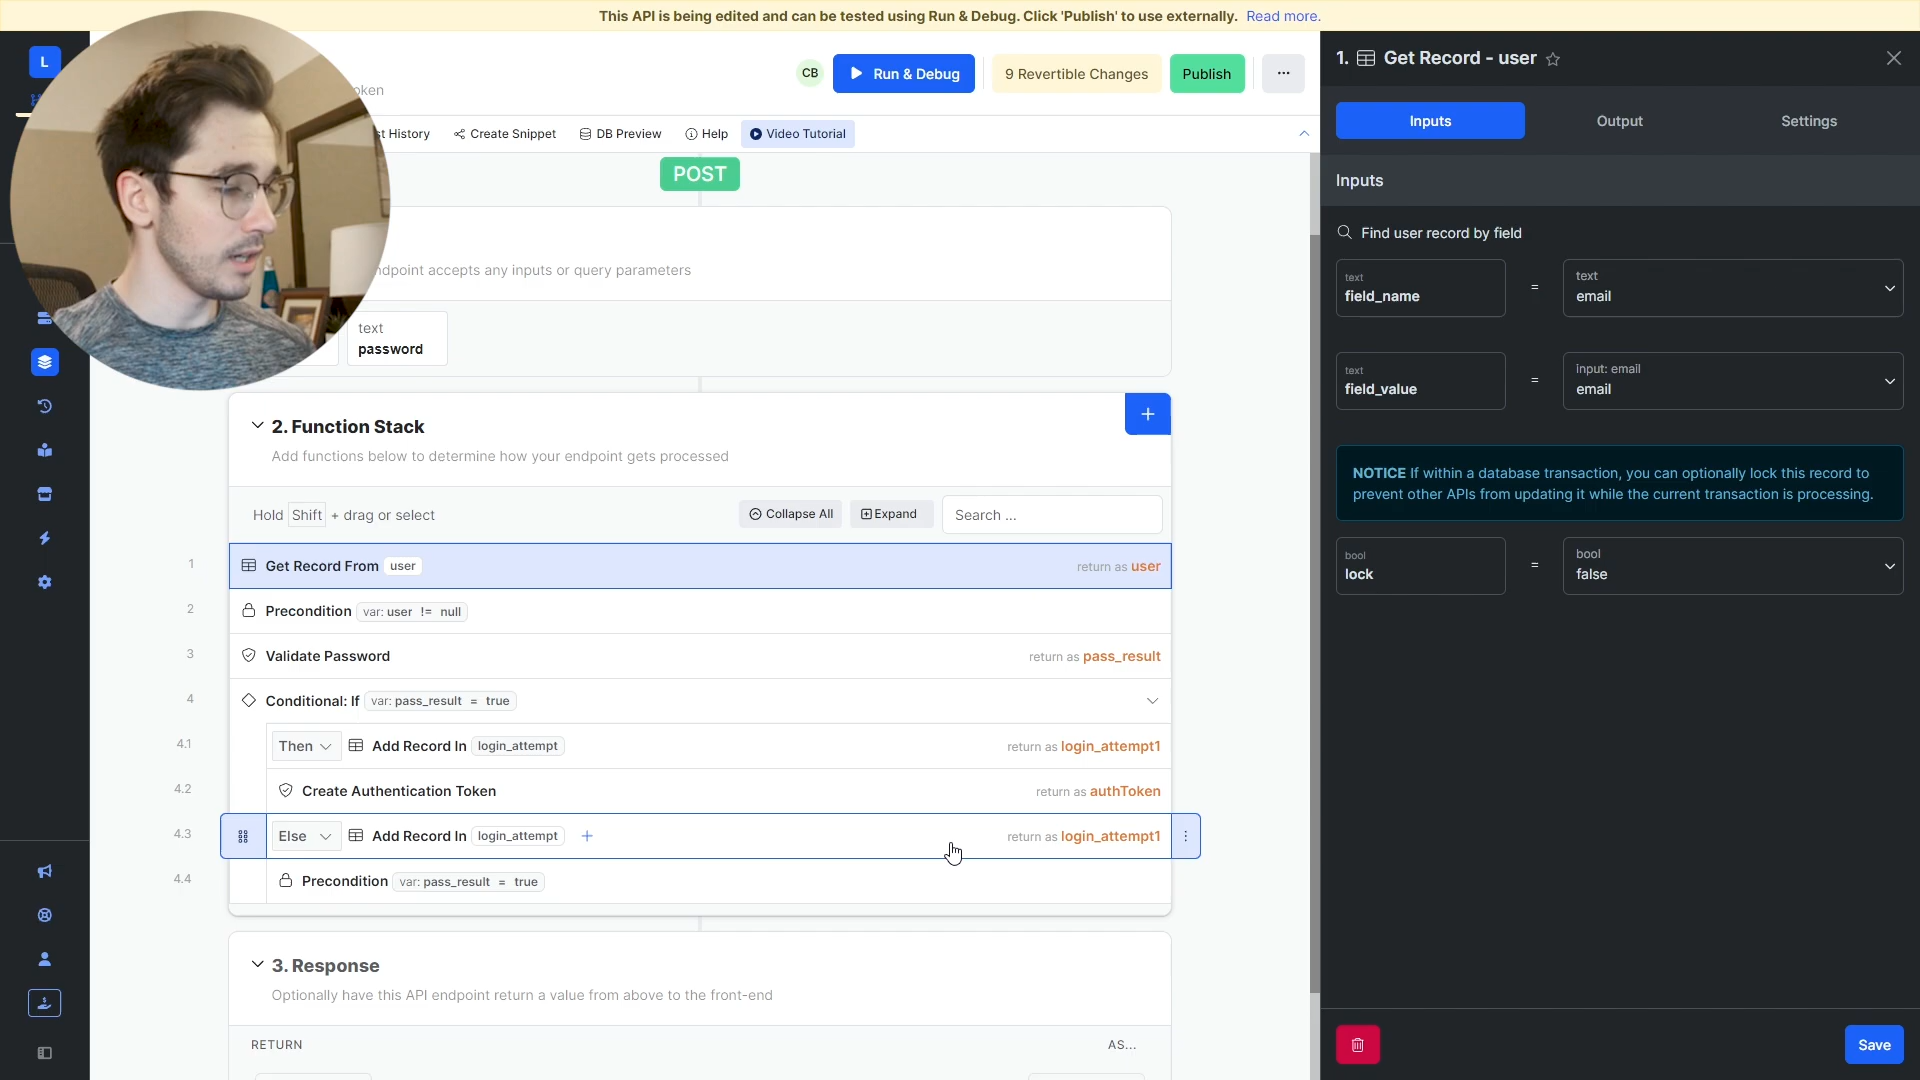 This API is being edited and can be tested using Run & Debug. Click 'Publish' to use externally. Read more.
L
oken
CB
Run & Debug
9 Revertible Changes
Publish
...
st History
Create Snippet
DB Preview
Help
Video Tutorial
POST
ndpoint accepts any inputs or query parameters
text
password
2. Function Stack
Add functions below to determine how your endpoint gets processed
Hold Shift + drag or select
Collapse All
Expand
Search ...
1
Get Record From user
return as user
2
Precondition var: user != null
3
Validate Password
return as pass_result
4
Conditional: If var: pass_result = true
4.1
Then
Add Record In login_attempt
return as login_attempt1
4.2
Create Authentication Token
return as authToken
4.3
Else
Add Record In login_attempt
return as login_attempt1
4.4
Precondition var: pass_result = true
3. Response
Optionally have this API endpoint return a value from above to the front-end
RETURN
AS...
1. Get Record - user
Inputs
Output
Settings
Inputs
Find user record by field
text
field_name
=
text
email
text
field_value
=
input: email
email
NOTICE If within a database transaction, you can optionally lock this record to
prevent other APIs from updating it while the current transaction is processing.
bool
lock
=
bool
false
Save